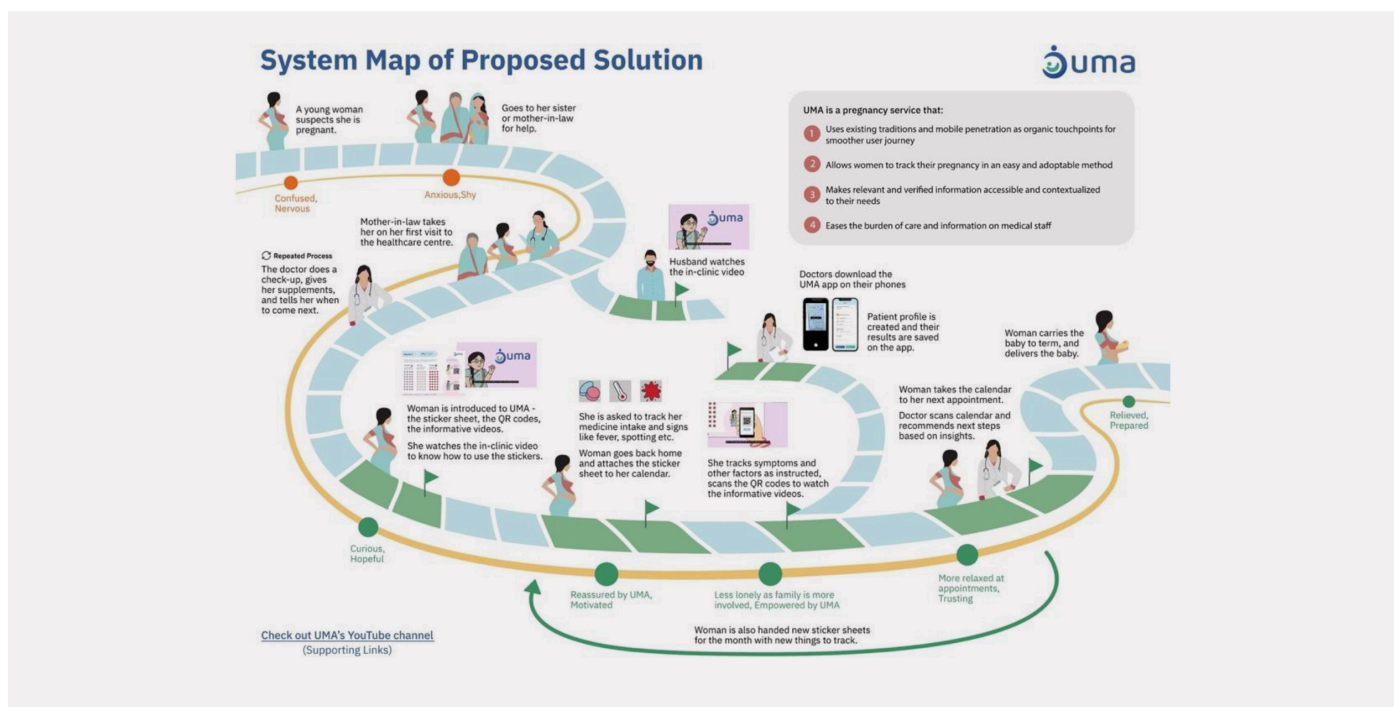 System Map of Proposed Solution
uma
A young woman
suspects she is
pregnant.
Goes to her sister
or mother-in-law
for help.
UMA is a pregnancy service that:
1 Uses existing traditions and mobile penetration as organic touchpoints for
smoother user journey
2 Allows women to track their pregnancy in an easy and adoptable method
3 Makes relevant and verified information accessible and contextualized
to their needs
4 Eases the burden of care and information on medical staff
Confused,
Nervous
Anxious,Shy
Mother-in-law takes
her on her first visit to
the healthcare centre.
uma
Husband watches
the in-clinic video
Repeated Process
The doctor does a
check-up, gives
her supplements,
and tells her when
to come next.
Doctors download the
UMA app on their phones
Patient profile is
created and their
results are saved
on the app.
Woman carries the
baby to term, and
delivers the baby.
uma
Woman is introduced to UMA -
the sticker sheet, the QR codes,
the informative videos.
She watches the in-clinic video
to know how to use the stickers.
She is asked to track her
medicine intake and signs
like fever, spotting etc.
Woman goes back home
and attaches the sticker
sheet to her calendar.
She tracks symptoms and
other factors as instructed,
scans the QR codes to watch
the informative videos.
Woman takes the calendar
to her next appointment.
Doctor scans calendar and
recommends next steps
based on insights.
Relieved,
Prepared
Curious,
Hopeful
Reassured by UMA,
Motivated
Less lonely as family is more
involved, Empowered by UMA
More relaxed at
appointments,
Trusting
Woman is also handed new sticker sheets
for the month with new things to track.
Check out UMA's YouTube channel
(Supporting Links)